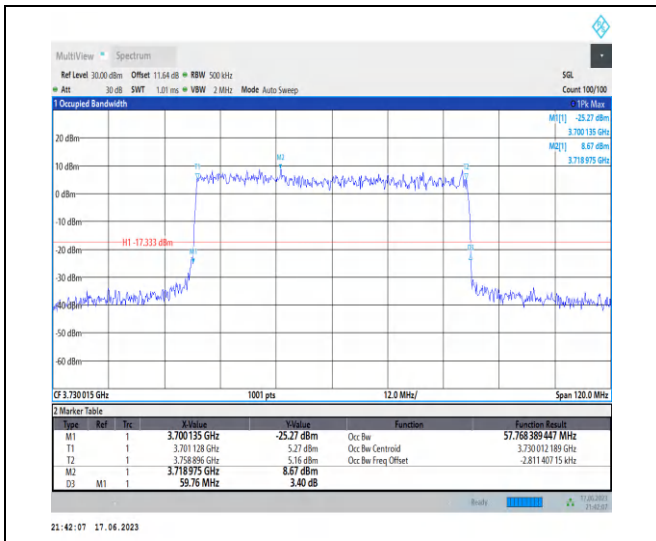 MultiView Spectrum
Ref Level 30.00 dBm Offset 11.64 dB RBW 500 kHz SGL
Att 30 dB SWT 1.01 ms VBW 2 MHz Mode Auto Sweep Count 100/100
1 Occupied Bandwidth 1Pk Max
M1[1] -25.27 dBm
3.700 135 GHz
M2[1] 8.67 dBm
3.718 975 GHz
20 dBm
M2
T1
T2
10 dBm
0 dBm
-10 dBm
H1 -17.333 dBm
-20 dBm
-30 dBm
-40 dBm
-50 dBm
-60 dBm
CF 3.730 015 GHz 1001 pts 12.0 MHz/ Span 120.0 MHz
2 Marker Table
Type Ref Trc X-Value Y-Value Function Function Result
M1 1 3.700135 GHz -25.27 dBm Occ Bw 57.768 389 447 MHz
T1 1 3.701 128 GHz 5.27 dBm Occ Bw Centroid 3.730 012 189 GHz
T2 1 3.758 896 GHz 5.16 dBm Occ Bw Freq Offset -2.811 407 15 kHz
M2 1 3.718 975 GHz 8.67 dBm
D3 M1 1 59.76 MHz 3.40 dB
Ready
21:42:07
21:42:07 17.06.2023